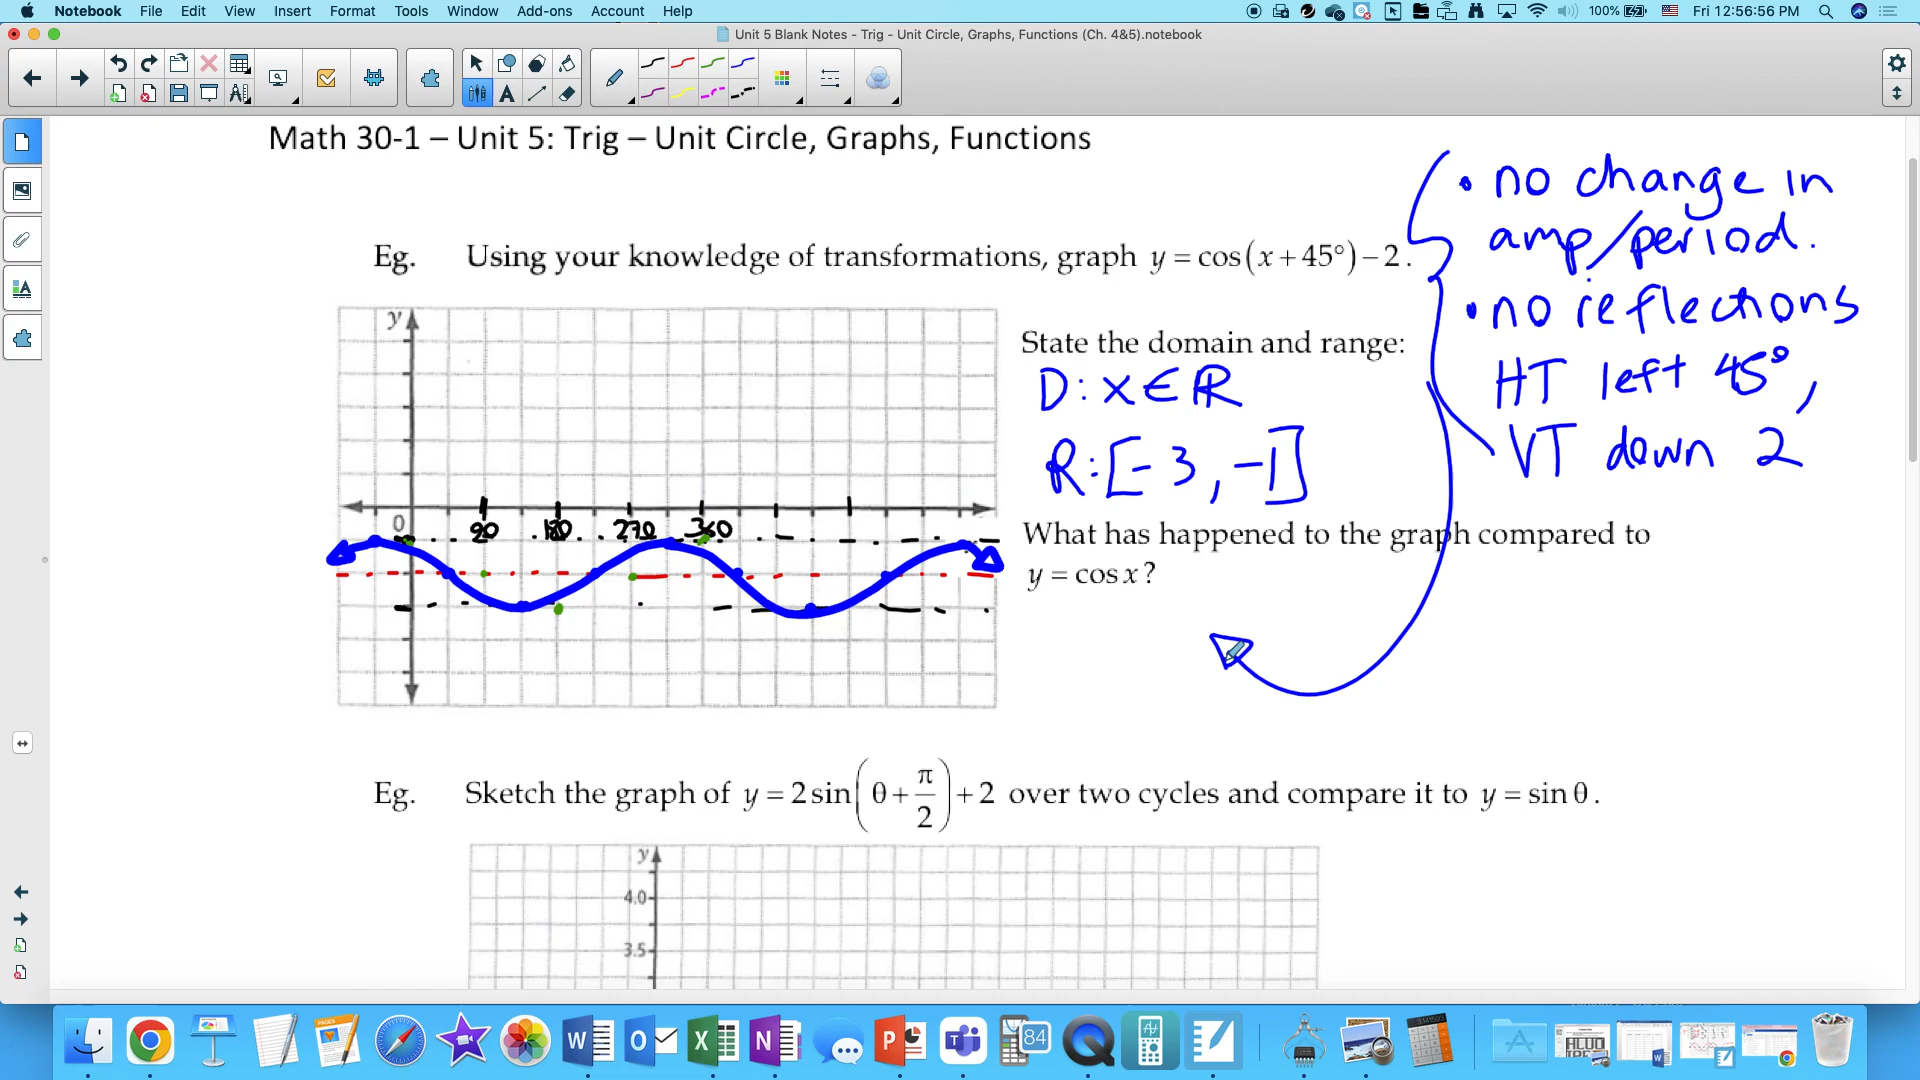 Notebook File Edit View Insert Format Tools Window Add-ons Account Help 100% Fri 12:56:56 PM
Unit 5 Blank Notes - Trig - Unit Circle, Graphs, Functions (Ch. 4&5).notebook
Math 30-1 – Unit 5: Trig – Unit Circle, Graphs, Functions
• no change in
amp/period.
Eg. Using your knowledge of transformations, graph y = cos(x + 45°) – 2.
• no reflections
y
State the domain and range:
HT left 45°,
D: x ∈ ℝ
VT down 2
R: [-3, -1]
0 90 180 270 360
What has happened to the graph compared to
y = cos x?
Eg. Sketch the graph of y = 2 sin(θ + π/2) + 2 over two cycles and compare it to y = sin θ.
y
4.0
3.5
84